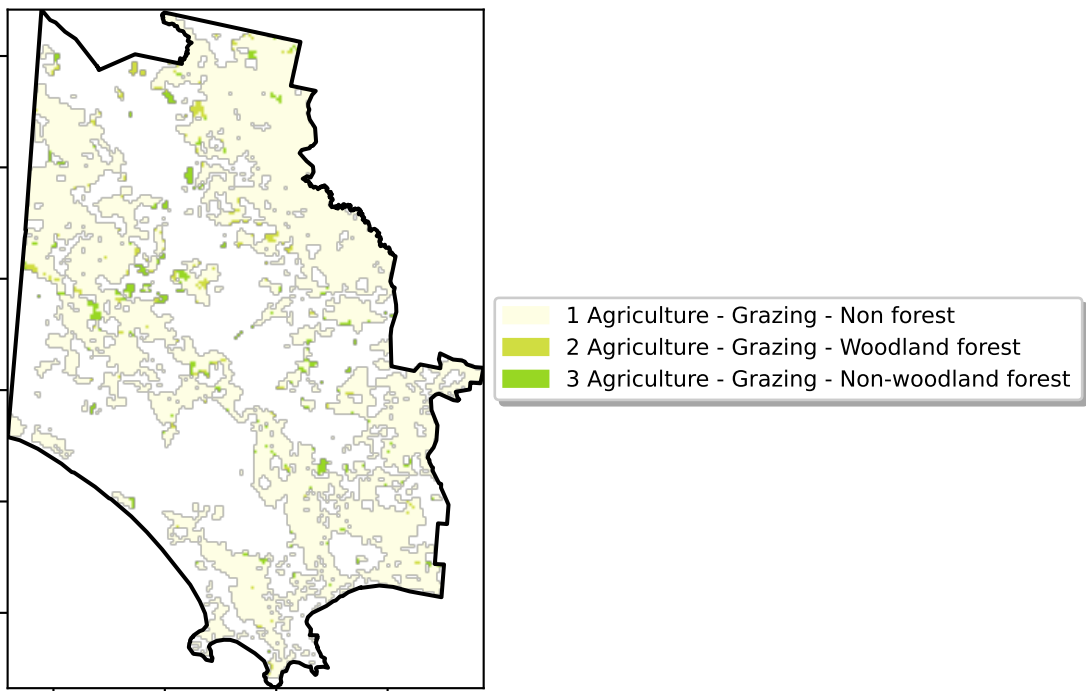 1 Agriculture - Grazing - Non forest
2 Agriculture - Grazing - Woodland forest
3 Agriculture - Grazing - Non-woodland forest